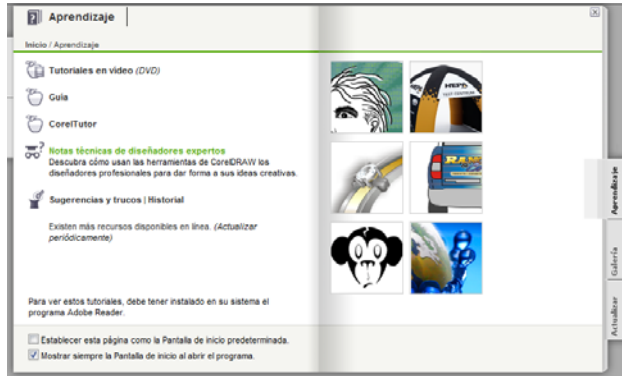 Aprendizaje
Inicio / Aprendizaje
Tutoriales en video (DVD)
Guía
CorelTutor
Notas técnicas de diseñadores expertos
Descubra cómo usan las herramientas de CorelDRAW los
diseñadores profesionales para dar forma a sus ideas creativas.
Sugerencias y trucos | Historial
Existen más recursos disponibles en línea. (Actualizar
periódicamente)
Para ver estos tutoriales, debe tener instalado en su sistema el
programa Adobe Reader.
Establecer esta página como la Pantalla de inicio predeterminada.
Mostrar siempre la Pantalla de inicio al abrir el programa.
Aprendizaje
Galería
Actualizar